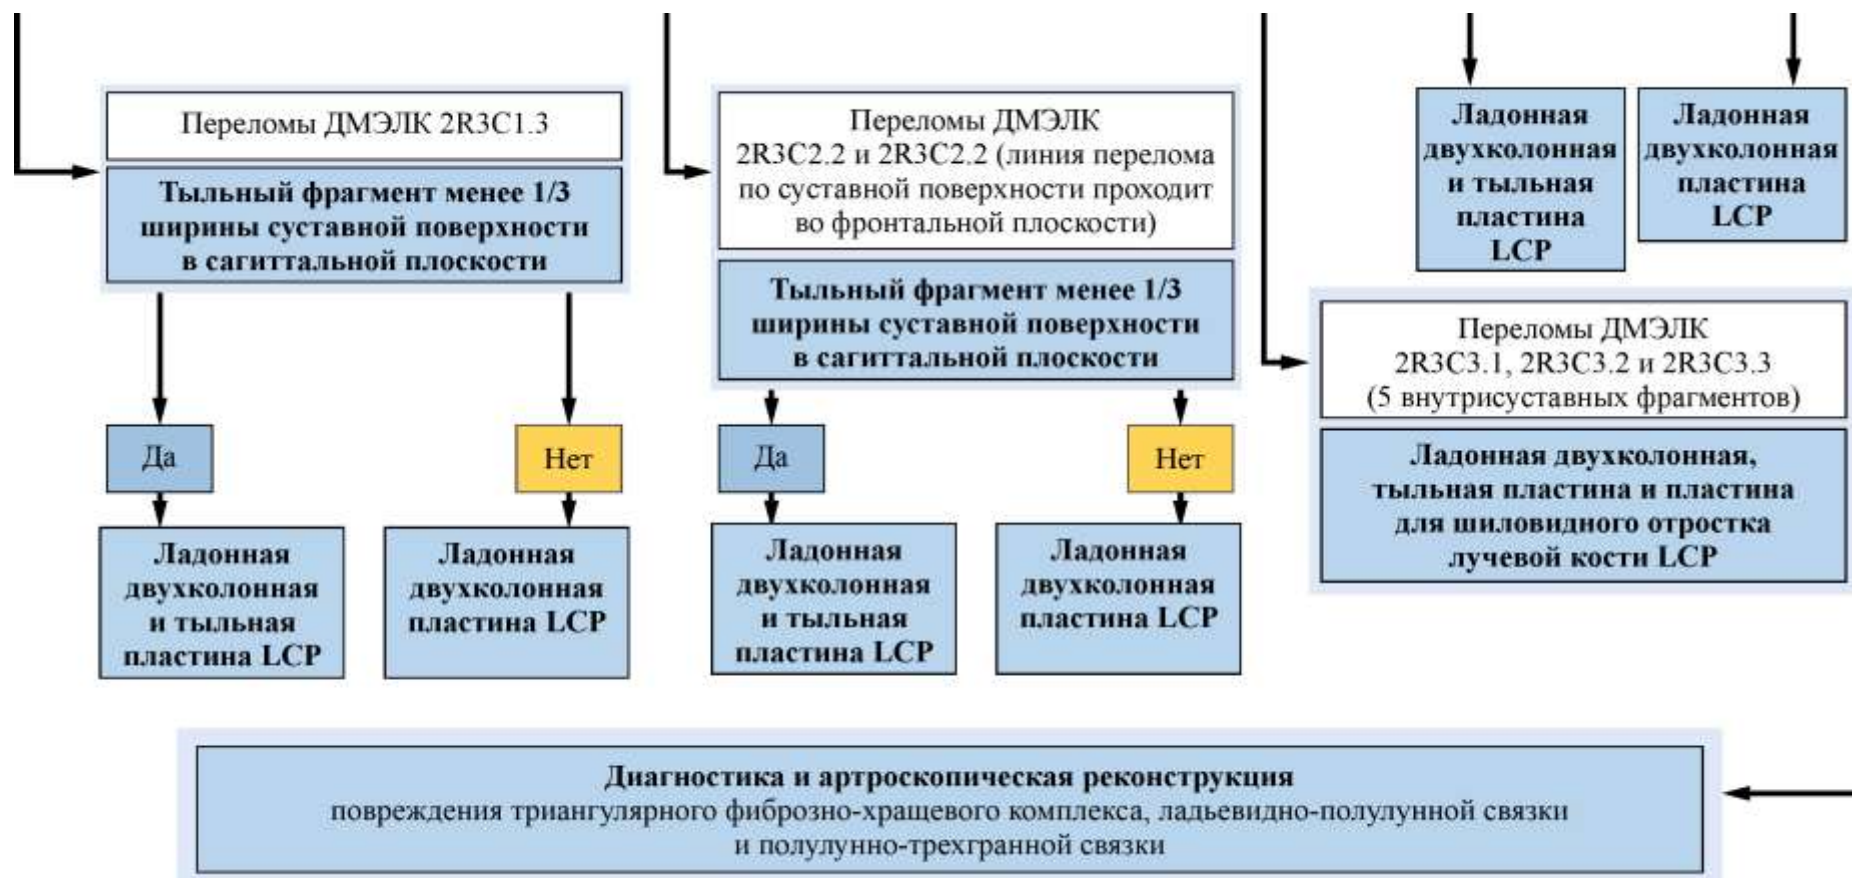 Переломы ДМЭЛК 2R3C1.3
Тыльный фрагмент менее 1/3
ширины суставной поверхности
в сагиттальной плоскости
Да
Нет
Ладонная
двухколонная
и тыльная
пластина LCP
Ладонная
двухколонная
пластина LCP
Переломы ДМЭЛК
2R3C2.2 и 2R3C2.2 (линия перелома
по суставной поверхности проходит
во фронтальной плоскости)
Тыльный фрагмент менее 1/3
ширины суставной поверхности
в сагиттальной плоскости
Да
Нет
Ладонная
двухколонная
и тыльная
пластина LCP
Ладонная
двухколонная
пластина LCP
Ладонная
двухколонная
и тыльная
пластина
LCP
Ладонная
двухколонная
пластина
LCP
Переломы ДМЭЛК
2R3C3.1, 2R3C3.2 и 2R3C3.3
(5 внутрисуставных фрагментов)
Ладонная двухколонная,
тыльная пластина и пластина
для шиловидного отростка
лучевой кости LCP
Диагностика и артроскопическая реконструкция
повреждения триангулярного фиброзно-хращевого комплекса, ладьевидно-полулунной связки
и полулунно-трехгранной связки